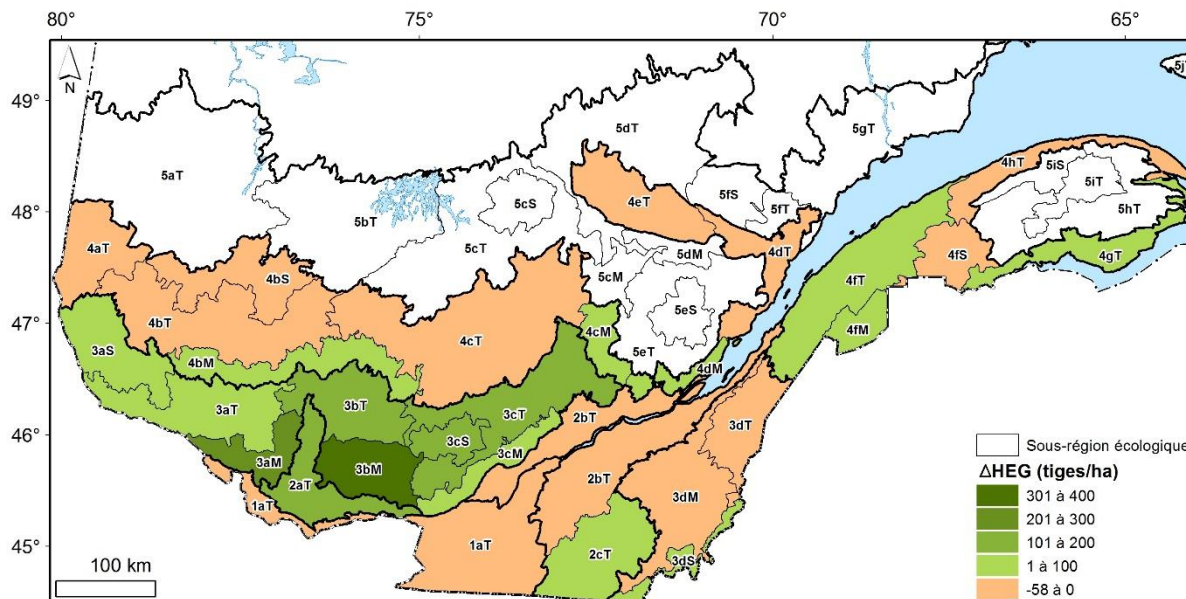 80° 75° 70° 65°
N
5jT
49°
5dT
5gT
4hT
5iS
5aT
4eT
5fS
5iT
5fT
48°
5cS
5bT
5hT
5cT
4dT
4aT
4bS
5dM
5cM
4fS
4gT
4fT
5eS
47°
4bT
4cT
4cM
4fM
3aS
4bM
5eT
4dM
3aT
3bT
3cT
2bT
46°
3cS
3dT
3cM
3aM
3bM
2aT
2bT
3dM
1aT
45°
1aT
2cT
3dS
100 km
Sous-région écologique
ΔHEG (tiges/ha)
301 à 400
201 à 300
101 à 200
1 à 100
-58 à 0